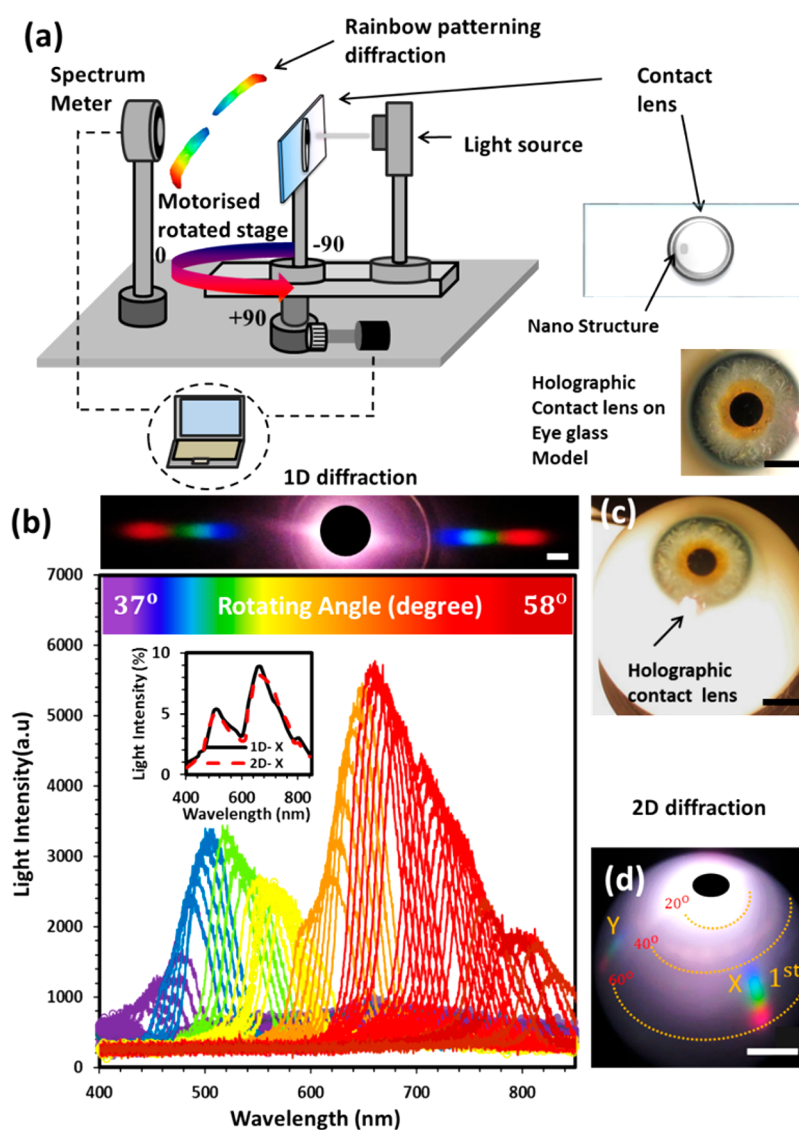 (a)
Rainbow patterning
diffraction
Spectrum
Meter
Contact
lens
Light source
Motorised
rotated stage
0
-90
+90
Nano Structure
Holographic
Contact lens on
Eye glass
Model
1D diffraction
(b)
37°
Rotating Angle (degree)
58°
7000
6000
5000
4000
3000
2000
1000
0
Light Intensity(a.u)
400
500
600
700
800
Wavelength (nm)
10
5
0
Light Intensity (%)
1D- X
2D- X
400
600
800
Wavelength (nm)
(c)
Holographic
contact lens
2D diffraction
(d)
20°
40°
60°
Y
X
1st